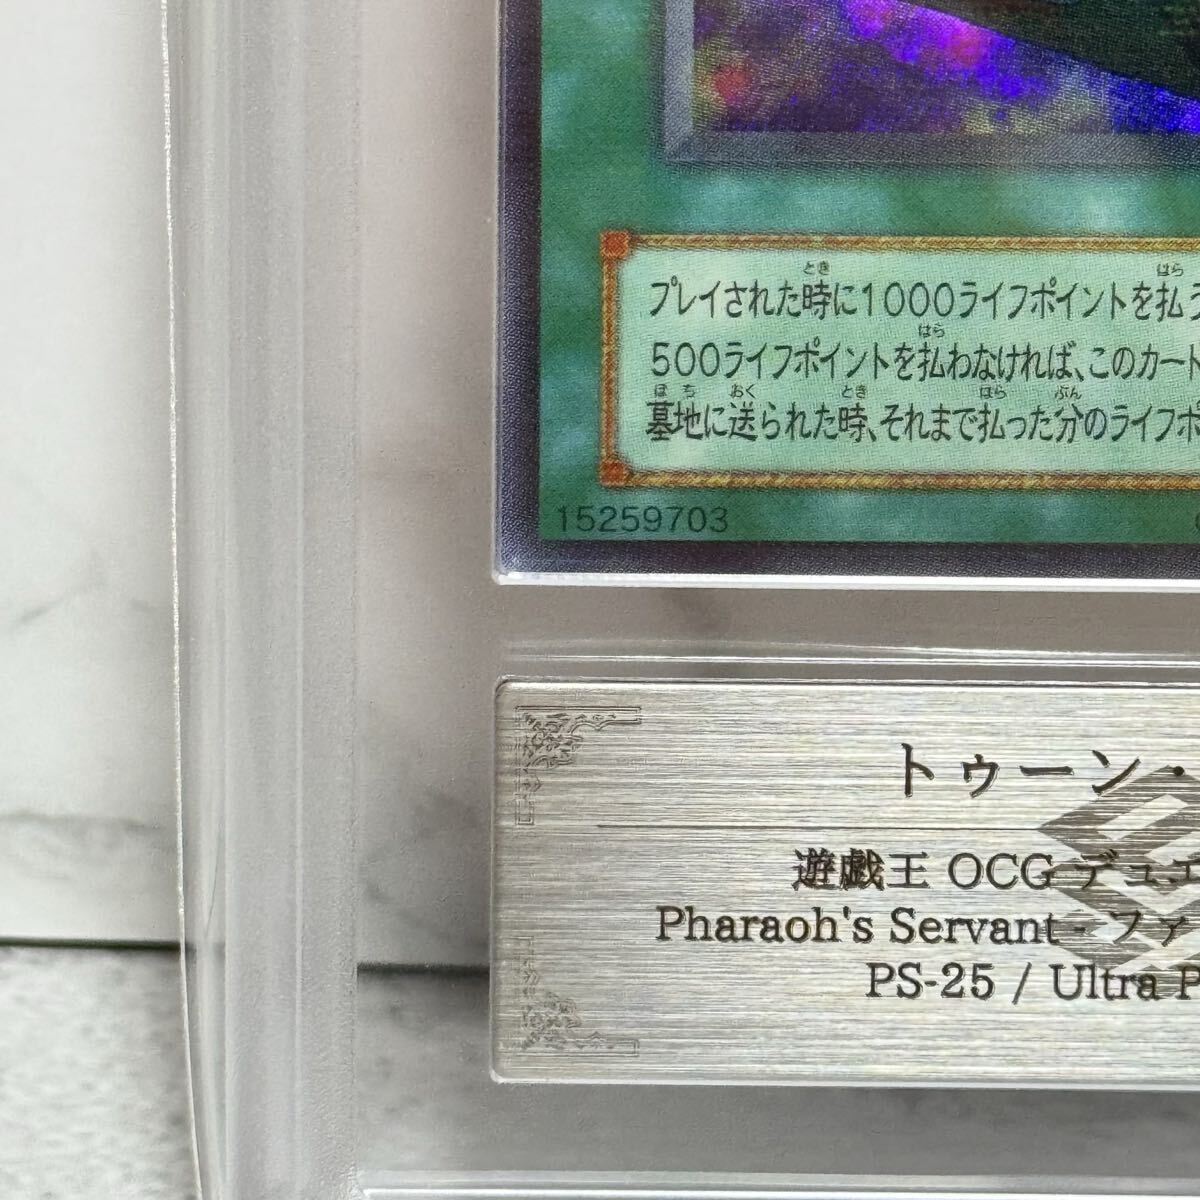 プレイされた時に1000ライフポイントを払う
500ライフポイントを払わなければ、このカート
墓地に送られた時、それまで払った分のライフポ
15259703
トゥーン・
遊戯王 OCG デュエ
Pharaoh's Servant - ファ
PS-25 / Ultra P